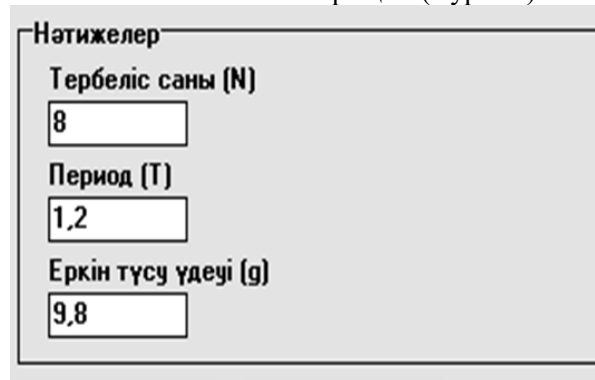 Нәтижелер
Тербеліс саны (N)
8
Период (T)
1,2
Еркін түсу үдеуі (g)
9,8